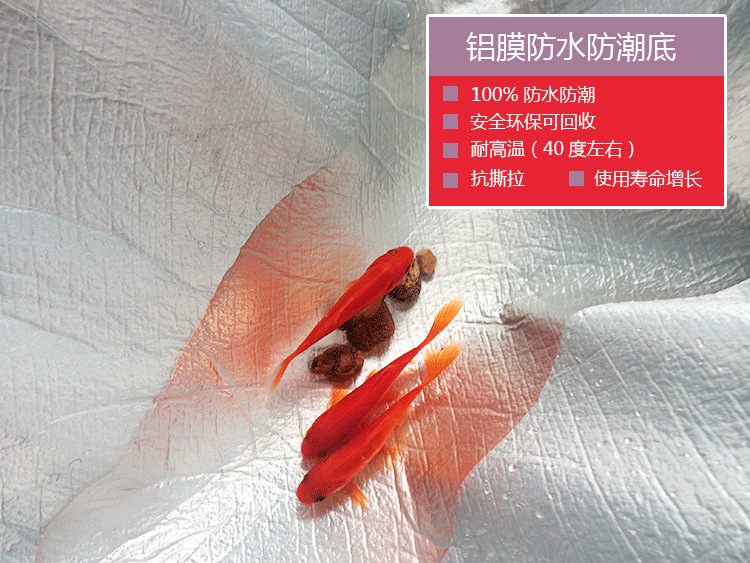 铝膜防水防潮底
100% 防水防潮
安全环保可回收
耐高温（40 度左右）
抗撕拉 使用寿命增长